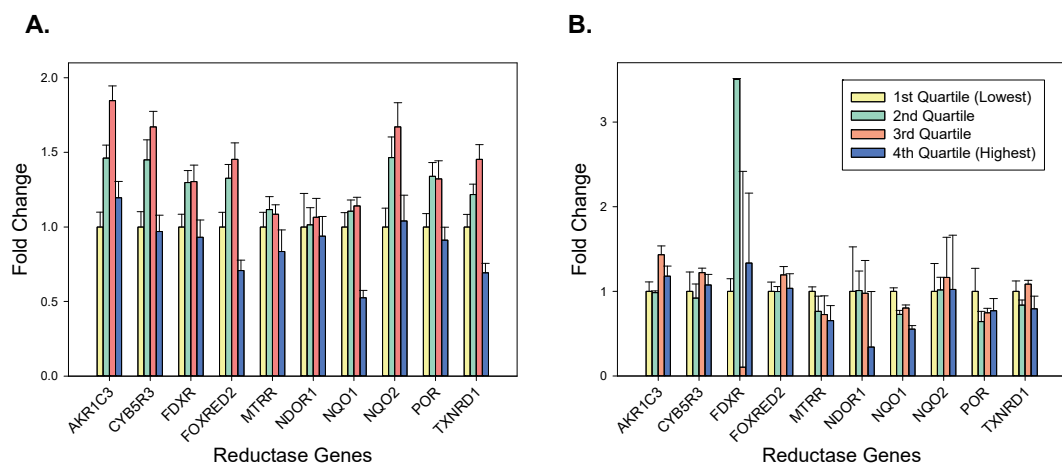 A.
Fold Change
2.0
1.5
1.0
0.5
0.0
AKR1C3
CYB5R3
FDXR
FOXRED2
MTRR
NDOR1
NQO1
NQO2
POR
TXNRD1
Reductase Genes
B.
1st Quartile (Lowest)
2nd Quartile
3rd Quartile
4th Quartile (Highest)
Fold Change
3
2
1
0
AKR1C3
CYB5R3
FDXR
FOXRED2
MTRR
NDOR1
NQO1
NQO2
POR
TXNRD1
Reductase Genes